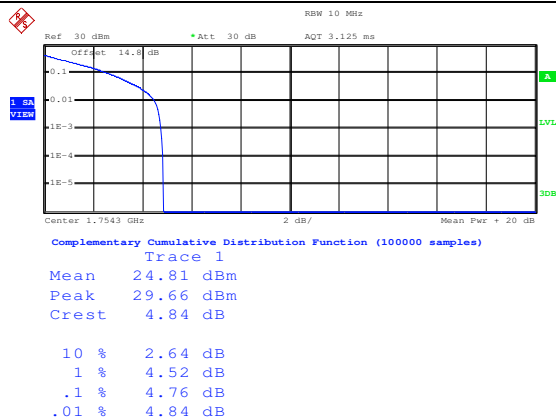 R S
RBW 10 MHz
Ref 30 dBm *Att 30 dB AQT 3.125 ms
Offset 14.8 dB
0.1
A
0.01
1 SA
VIEW
1E-3
LVL
1E-4
1E-5
3DB
Center 1.7543 GHz 2 dB/ Mean Pwr + 20 dB
Complementary Cumulative Distribution Function (100000 samples)
Trace 1
Mean 24.81 dBm
Peak 29.66 dBm
Crest 4.84 dB
10 % 2.64 dB
1 % 4.52 dB
.1 % 4.76 dB
.01 % 4.84 dB